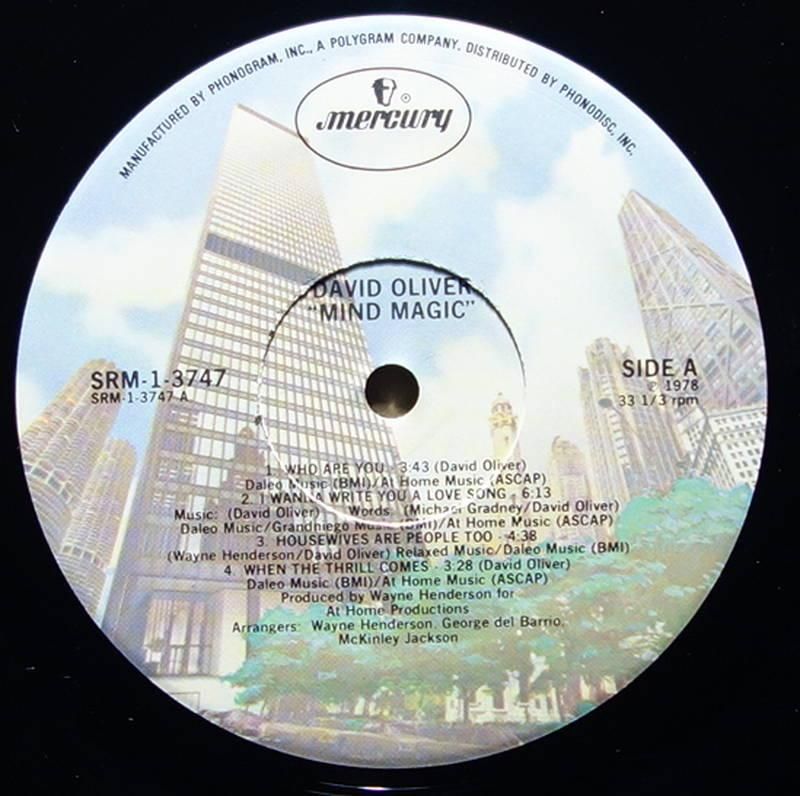 MANUFACTURED BY PHONOGRAM, INC., A POLYGRAM COMPANY. DISTRIBUTED BY PHONODISC, INC.
mercury
®
DAVID OLIVER
"MIND MAGIC"
SRM-1-3747
SRM-1-3747 A
SIDE A
℗ 1978
33 1/3 rpm
1. WHO ARE YOU - 3:43 (David Oliver)
Daleo Music (BMI)/At Home Music (ASCAP)
2. I WANNA WRITE YOU A LOVE SONG - 6:13
Music: (David Oliver) Words: (Michael Gradney/David Oliver)
Daleo Music/Grandniego Music (BMI)/At Home Music (ASCAP)
3. HOUSEWIVES ARE PEOPLE TOO - 4:38
(Wayne Henderson/David Oliver) Relaxed Music/Daleo Music (BMI)
4. WHEN THE THRILL COMES - 3:28 (David Oliver)
Daleo Music (BMI)/At Home Music (ASCAP)
Produced by Wayne Henderson for
At Home Productions
Arrangers: Wayne Henderson, George del Barrio,
McKinley Jackson